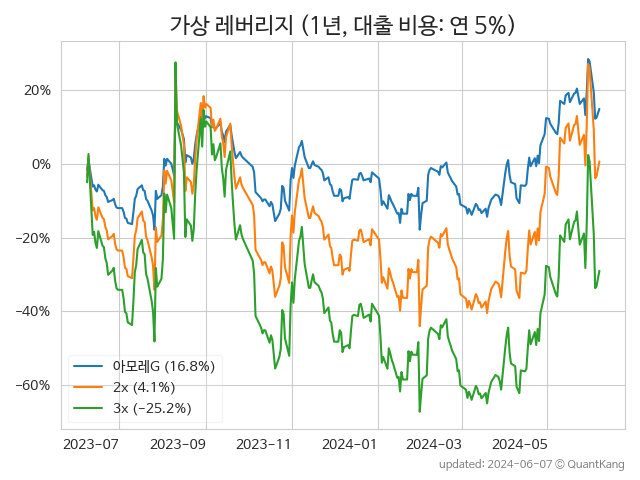 가상 레버리지 (1년, 대출 비용: 연 5%)
20%
0%
−20%
−40%
−60%
아모레G (16.8%)
2x (4.1%)
3x (−25.2%)
2023-07 2023-09 2023-11 2024-01 2024-03 2024-05
updated: 2024-06-07 © QuantKang